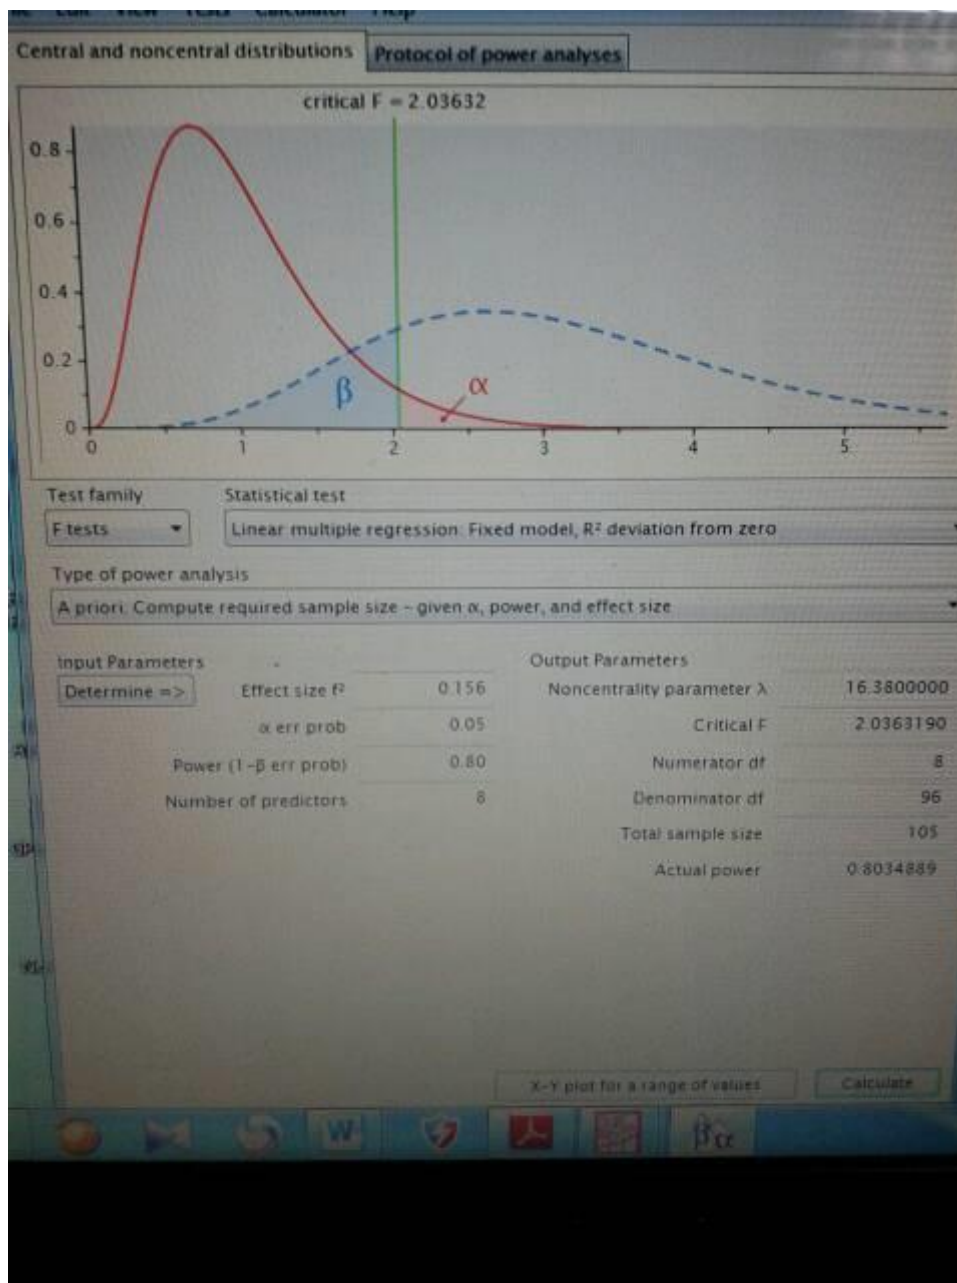 View Tests Calculator Help
Central and noncentral distributions Protocol of power analyses
critical F = 2.03632
0.8
0.6
0.4
0.2
0
β
α
0 1 2 3 4 5
Test family Statistical test
F tests Linear multiple regression: Fixed model, R² deviation from zero
Type of power analysis
A priori: Compute required sample size - given α, power, and effect size
Input Parameters Output Parameters
Determine => Effect size f² 0.156 Noncentrality parameter λ 16.3800000
α err prob 0.05 Critical F 2.0363190
Power (1-β err prob) 0.80 Numerator df 8
Number of predictors 8 Denominator df 96
Total sample size 105
Actual power 0.8034889
X-Y plot for a range of values Calculate
W
β α